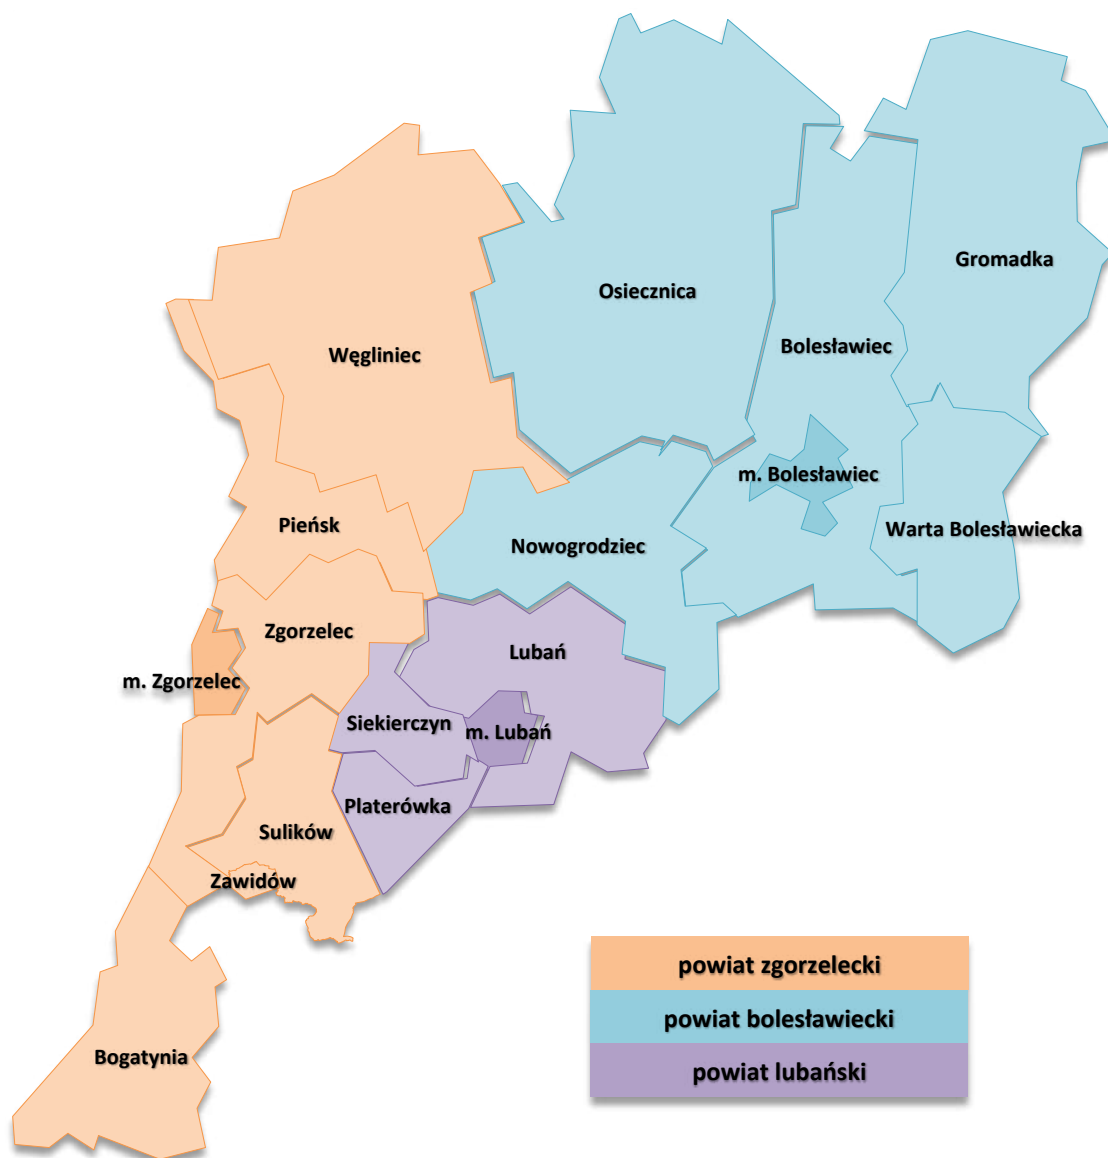 Gromadka
Osiecznica
Bolesławiec
Węgliniec
m. Bolesławiec
Pieńsk
Warta Bolesławiecka
Nowogrodziec
Zgorzelec
Lubań
m. Zgorzelec
Siekierczyn
m. Lubań
Platerówka
Sulików
Zawidów
powiat zgorzelecki
powiat bolesławiecki
Bogatynia
powiat lubański